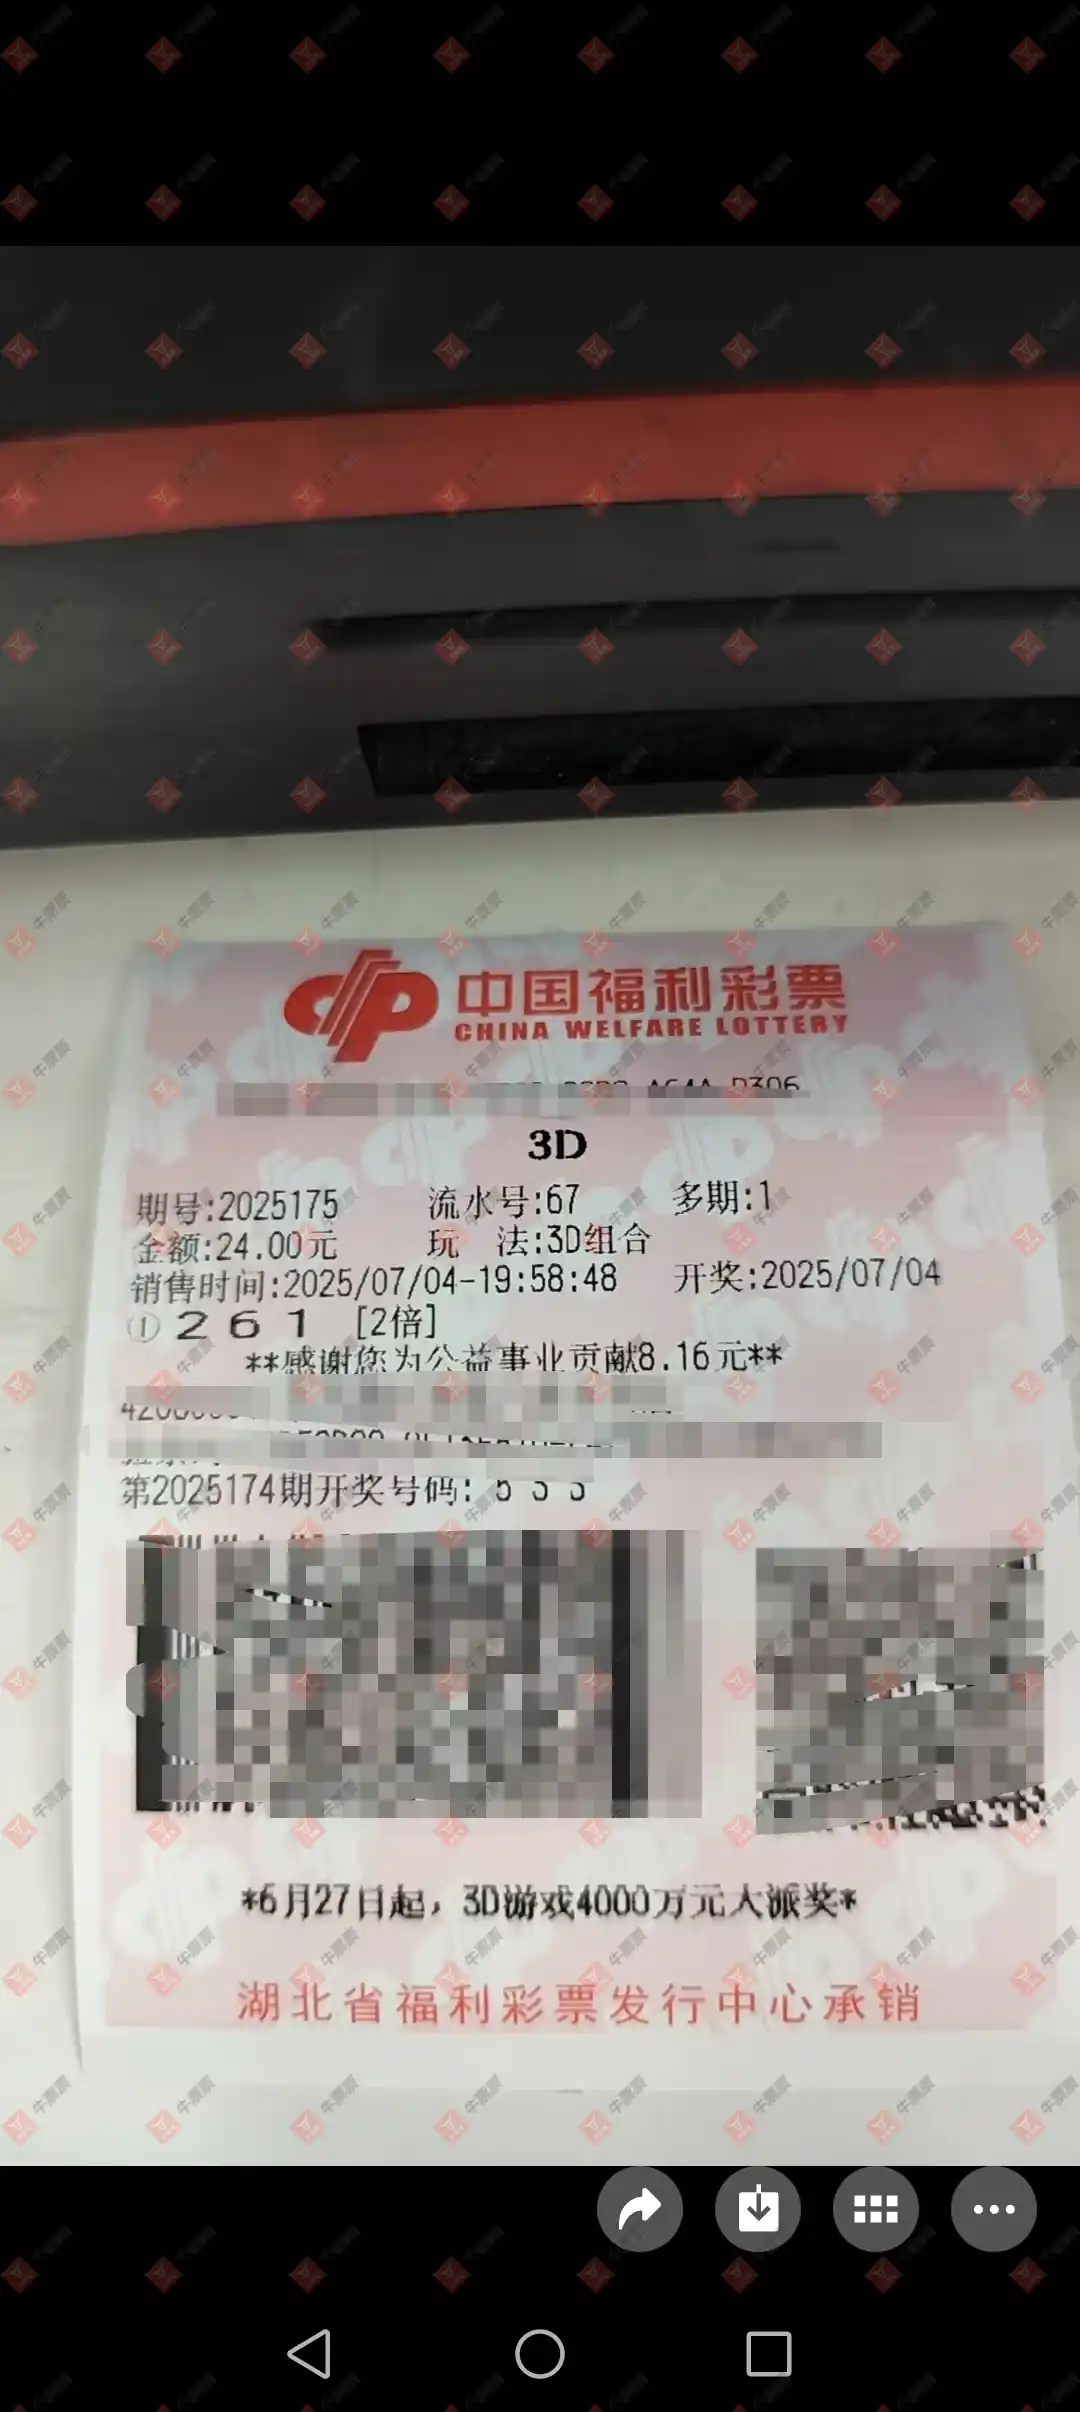 中国福利彩票
CHINA WELFARE LOTTERY
3D
期号:2025175 流水号:67 多期:1
金额:24.00元 玩 法:3D组合
销售时间:2025/07/04-19:58:48 开奖:2025/07/04
① 2 6 1 [2倍]
**感谢您为公益事业贡献8.16元**
第2025174期开奖号码: 5 3 3
*6月27日起，3D游戏4000万元大派奖*
湖北省福利彩票发行中心承销
牛票票